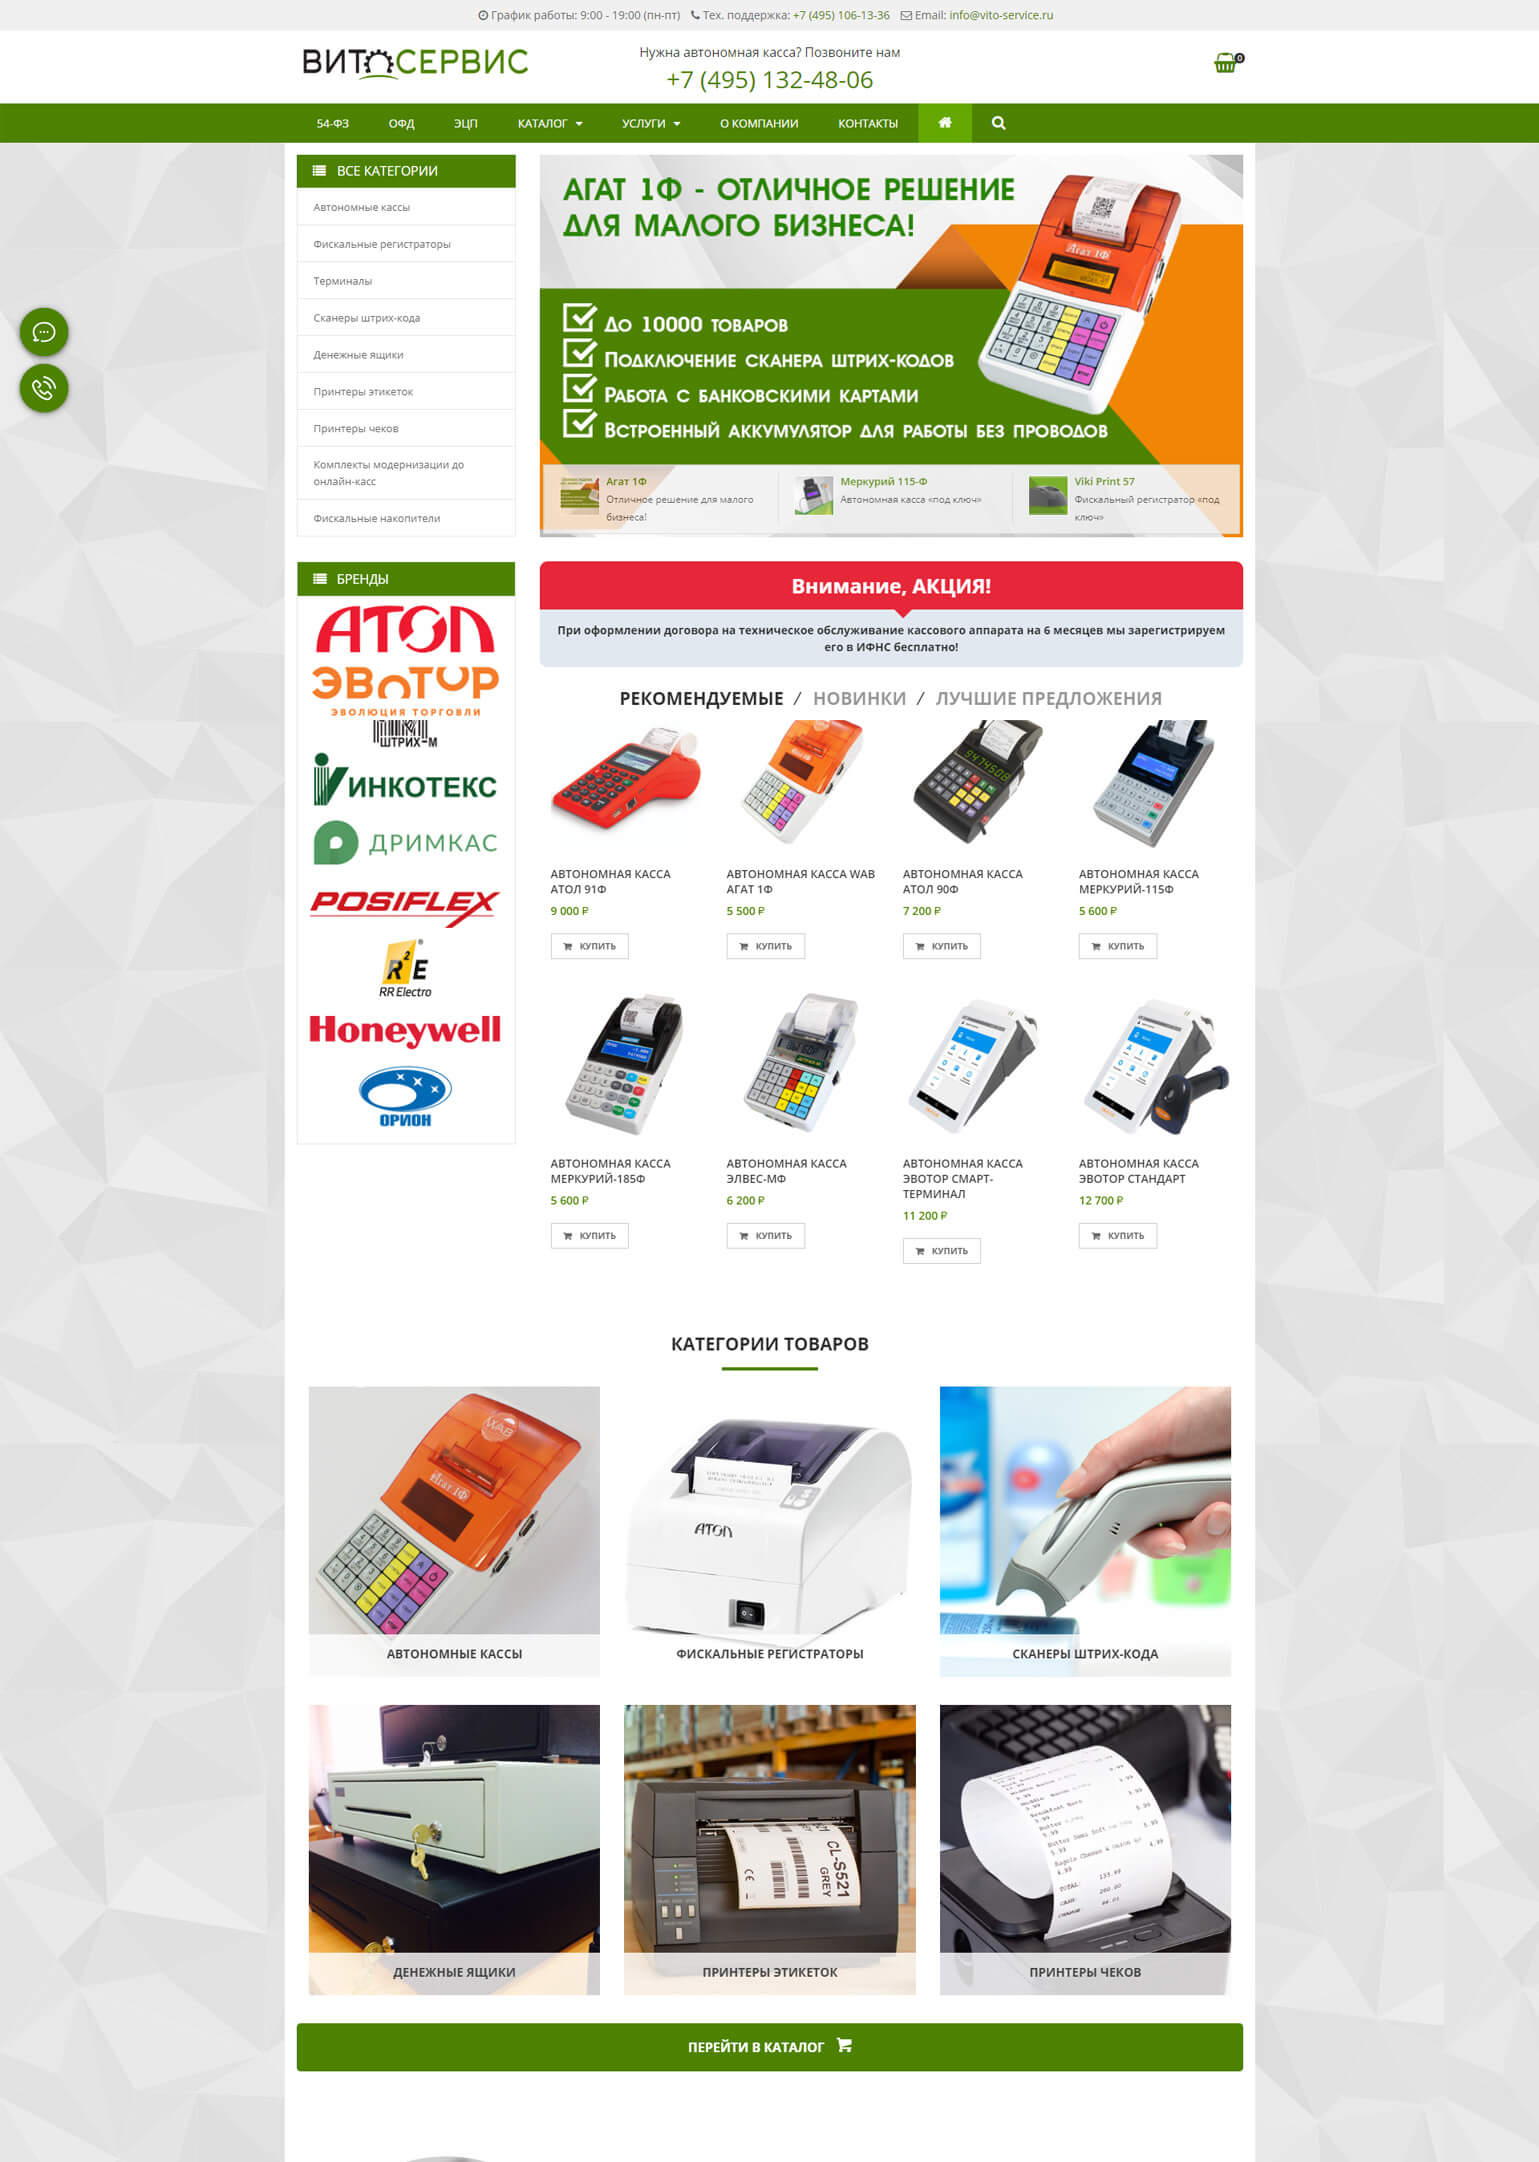 График работы: 9:00 - 19:00 (пн-пт) Тех. поддержка: +7 (495) 106-13-36 Email: info@vito-service.ru
ВИТОСЕРВИС
Нужна автономная касса? Позвоните нам
+7 (495) 132-48-06
0
54-ФЗ ОФД ЭЦП КАТАЛОГ УСЛУГИ О КОМПАНИИ КОНТАКТЫ
ВСЕ КАТЕГОРИИ
Автономные кассы
Фискальные регистраторы
Терминалы
Сканеры штрих-кода
Денежные ящики
Принтеры этикеток
Принтеры чеков
Комплекты модернизации до
онлайн-касс
Фискальные накопители
АГАТ 1Ф - ОТЛИЧНОЕ РЕШЕНИЕ
ДЛЯ МАЛОГО БИЗНЕСА!
Агат 1Ф
До 10000 товаров
Подключение сканера штрих-кодов
Работа с банковскими картами
Встроенный аккумулятор для работы без проводов
Агат 1Ф
Отличное решение для малого
бизнеса!
Меркурий 115-Ф
Автономная касса «под ключ»
Viki Print 57
Фискальный регистратор «под
ключ»
БРЕНДЫ
АТОЛ
ЭВОТОР
ЭВОЛЮЦИЯ ТОРГОВЛИ
ШТРИХ-М
ИНКОТЕКС
ДРИМКАС
POSIFLEX
R2E
RR Electro
Honeywell
ОРИОН
Внимание, АКЦИЯ!
При оформлении договора на техническое обслуживание кассового аппарата на 6 месяцев мы зарегистрируем
его в ИФНС бесплатно!
РЕКОМЕНДУЕМЫЕ / НОВИНКИ / ЛУЧШИЕ ПРЕДЛОЖЕНИЯ
АВТОНОМНАЯ КАССА
АТОЛ 91Ф
9 000 ₽
КУПИТЬ
АВТОНОМНАЯ КАССА WAB
АГАТ 1Ф
5 500 ₽
КУПИТЬ
АВТОНОМНАЯ КАССА
АТОЛ 90Ф
7 200 ₽
КУПИТЬ
АВТОНОМНАЯ КАССА
МЕРКУРИЙ-115Ф
5 600 ₽
КУПИТЬ
АВТОНОМНАЯ КАССА
МЕРКУРИЙ-185Ф
5 600 ₽
КУПИТЬ
АВТОНОМНАЯ КАССА
ЭЛВЕС-МФ
6 200 ₽
КУПИТЬ
АВТОНОМНАЯ КАССА
ЭВОТОР СМАРТ-
ТЕРМИНАЛ
11 200 ₽
КУПИТЬ
АВТОНОМНАЯ КАССА
ЭВОТОР СТАНДАРТ
12 700 ₽
КУПИТЬ
КАТЕГОРИИ ТОВАРОВ
WAB
Агат 1Ф
АВТОНОМНЫЕ КАССЫ
АТОЛ
ФИСКАЛЬНЫЕ РЕГИСТРАТОРЫ
СКАНЕРЫ ШТРИХ-КОДА
ДЕНЕЖНЫЕ ЯЩИКИ
CL-S521
GREY
ПРИНТЕРЫ ЭТИКЕТОК
TOTAL:
ПРИНТЕРЫ ЧЕКОВ
ПЕРЕЙТИ В КАТАЛОГ